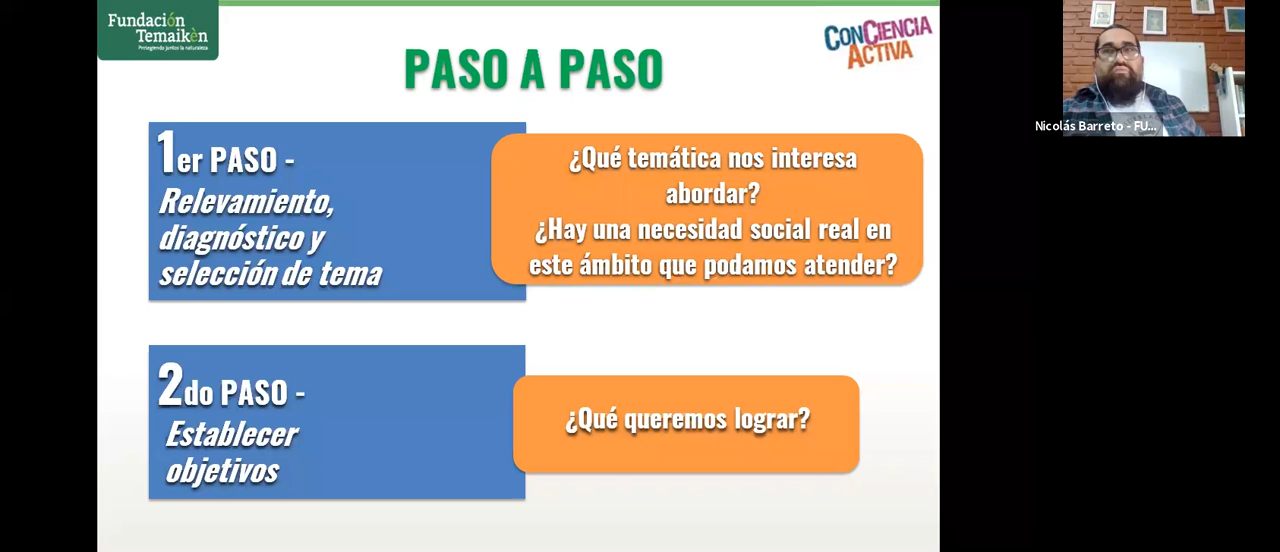 Fundación
Temaikèn
Protegiendo juntos la naturaleza
CONCIENCIA
ACTIVA
PASO A PASO
1er PASO -
Relevamiento,
diagnóstico y
selección de tema
¿Qué temática nos interesa
abordar?
¿Hay una necesidad social real en
este ámbito que podamos atender?
2do PASO -
Establecer
objetivos
¿Qué queremos lograr?
Nicolás Barreto - FU...